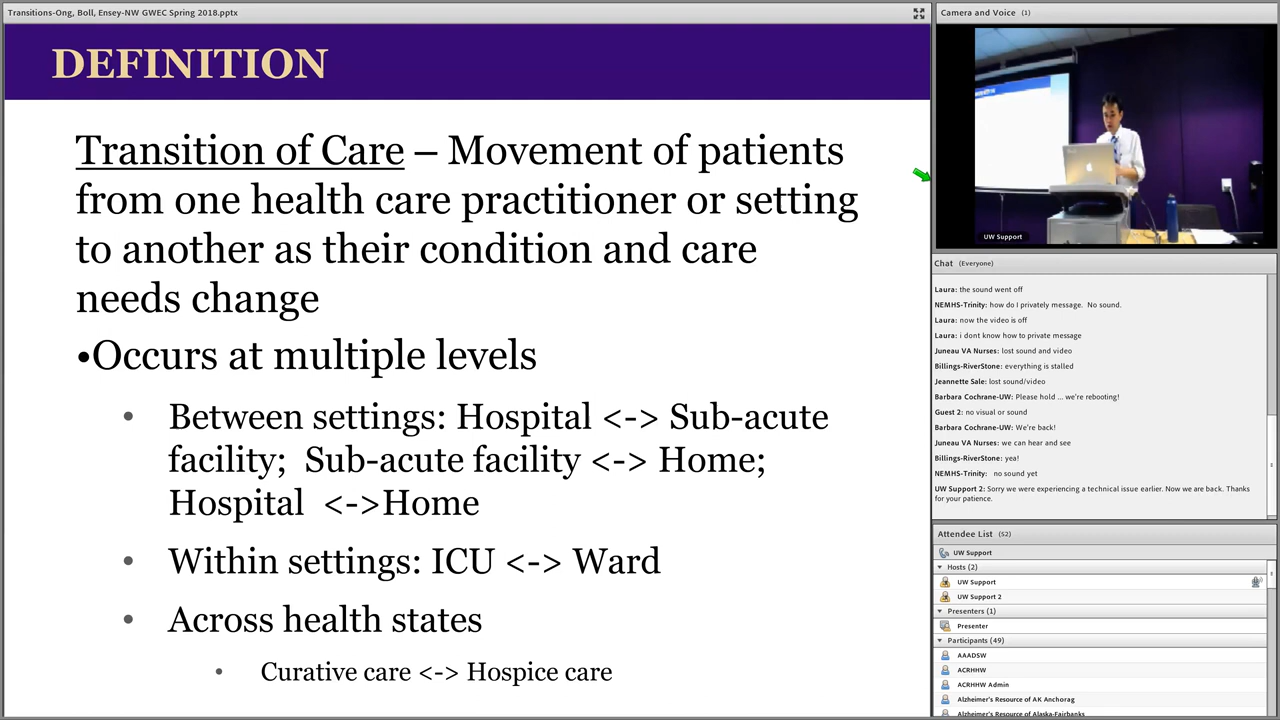 Transitions-Ong, Boll, Ensey-NW GWEC Spring 2018.pptx
DEFINITION
Transition of Care – Movement of patients
from one health care practitioner or setting
to another as their condition and care
needs change
•Occurs at multiple levels
• Between settings: Hospital <-> Sub-acute
facility;  Sub-acute facility <-> Home;
Hospital  <->Home
• Within settings: ICU <-> Ward
• Across health states
• Curative care <-> Hospice care
Camera and Voice (1)
UW Support
Chat (Everyone)
Laura: the sound went off
NEMHS-Trinity: how do I privately message.  No sound.
Laura: now the video is off
Laura: i dont know how to private message
Juneau VA Nurses: lost sound and video
Billings-RiverStone: everything is stalled
Jeannette Sale: lost sound/video
Barbara Cochrane-UW: Please hold ... we're rebooting!
Guest 2: no visual or sound
Barbara Cochrane-UW: We're back!
Juneau VA Nurses: we can hear and see
Billings-RiverStone: yea!
NEMHS-Trinity:  no sound yet
UW Support 2: Sorry we were experiencing a technical issue earlier. Now we are back. Thanks
for your patience.
Attendee List (52)
UW Support
Hosts (2)
UW Support
UW Support 2
Presenters (1)
Presenter
Participants (49)
AAADSW
ACRHHW
ACRHHW Admin
Alzheimer's Resource of AK Anchorag
Alzheimer's Resource of Alaska-Fairbanks